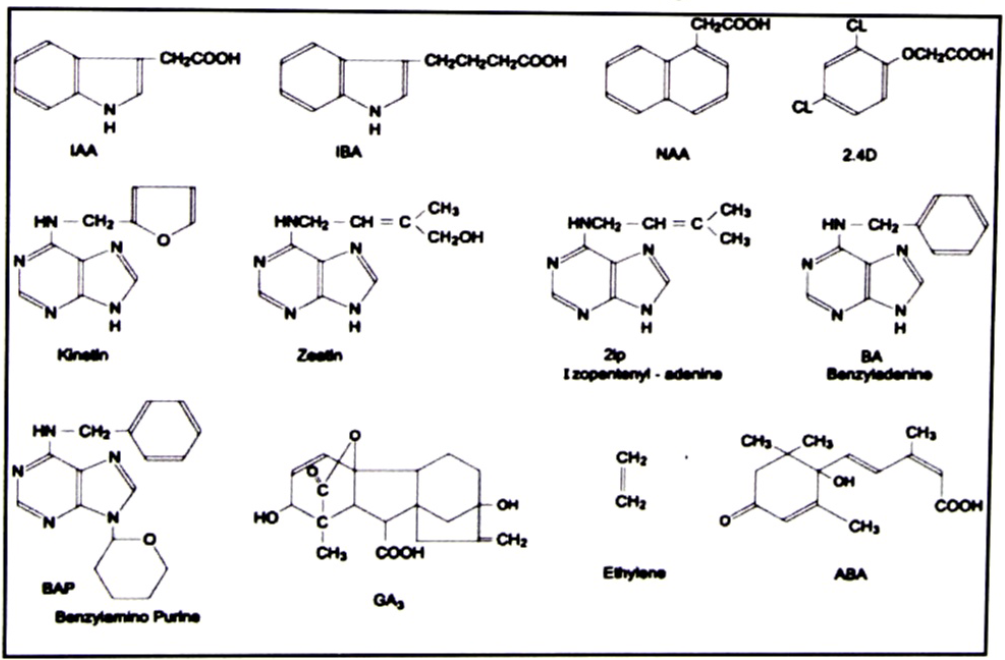 CH₂COOH
N
H
IAA
CH₂CH₂CH₂COOH
N
H
IBA
CH₂COOH
NAA
CL
OCH₂COOH
CL
2.4D
HN - CH₂
O
N
N
N
N
H
Kinetin
HNCH₂ - CH = C
CH₃
CH₂OH
N
N
N
N
H
Zeatin
HNCH₂ - CH = C
CH₃
CH₃
N
N
N
N
H
2ip
I zopentenyl - adenine
HN - CH₂
N
N
N
N
H
BA
Benzyladenine
HN - CH₂
N
N
N
N
O
BAP
Benzylamino Purine
O
O
C
HO
C
CH₃
COOH
OH
CH₂
GA₃
CH₂
CH₂
Ethylene
CH₃
CH₃
CH₃
OH
COOH
O
CH₃
ABA